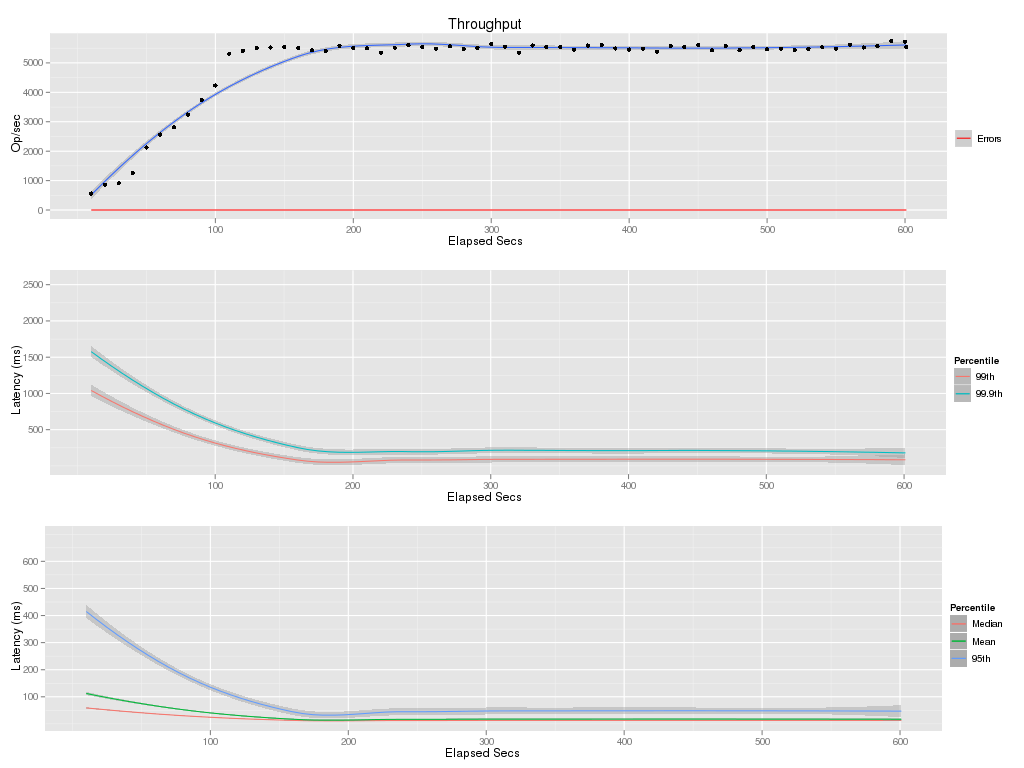 Throughput
5000
4000
3000
2000
1000
0
Op/sec
100 200 300 400 500 600
Elapsed Secs
Errors
2500
2000
1500
1000
500
Latency (ms)
100 200 300 400 500 600
Elapsed Secs
Percentile
99th
99.9th
600
500
400
300
200
100
Latency (ms)
100 200 300 400 500 600
Elapsed Secs
Percentile
Median
Mean
95th